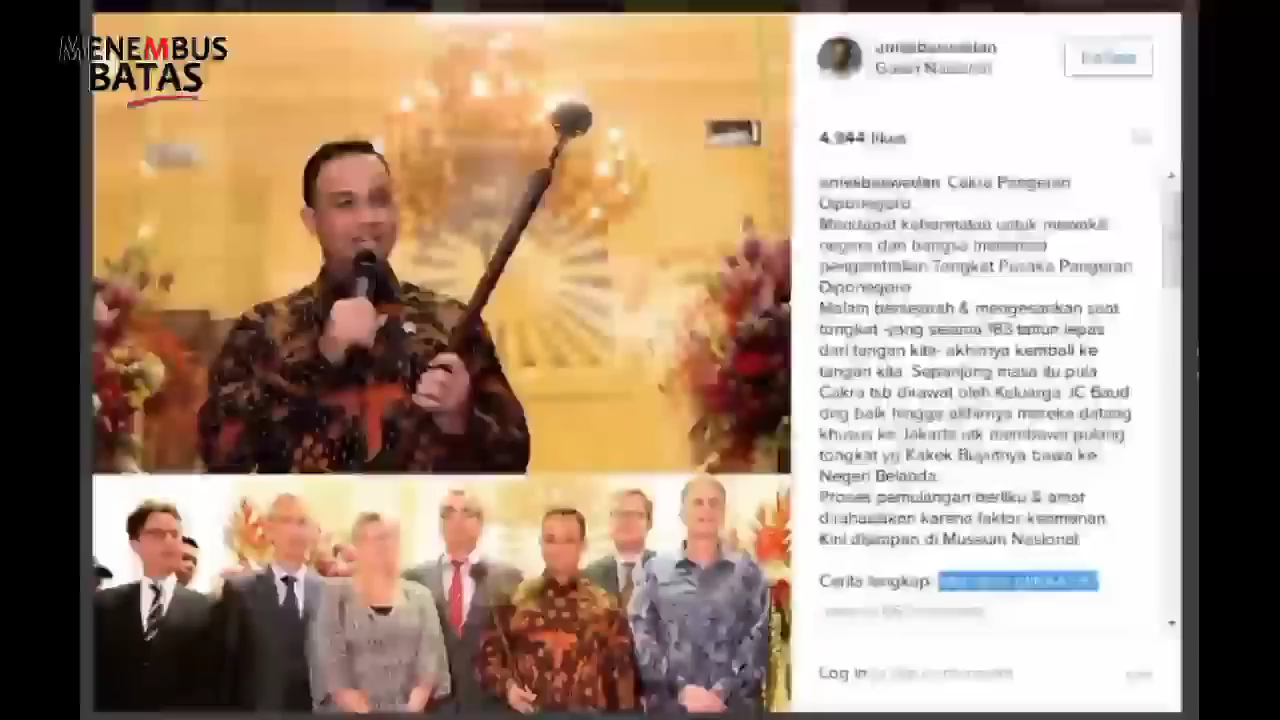 MENEMBUS
BATAS
aniesbaswedan
Galeri Nasional
Follow
4,944 likes
aniesbaswedan Cakra Pangeran
Diponegoro
Mendapat kehormatan untuk mewakili
negara dan bangsa menerima
pengembalian Tongkat Pusaka Pangeran
Diponegoro
Malam bersejarah & mengesankan saat
tongkat -yang selama 183 tahun lepas
dari tangan kita- akhirnya kembali ke
tangan kita. Sepanjang masa itu pula
Cakra tsb dirawat oleh Keluarga JC Baud
dng baik hingga akhirnya mereka datang
khusus ke Jakarta utk membawa pulang
tongkat yg Kakek Buyutnya bawa ke
Negeri Belanda.
Proses pemulangan berliku & amat
dirahasiakan karena faktor keamanan.
Kini disimpan di Museum Nasional
Cerita lengkap:
Log in